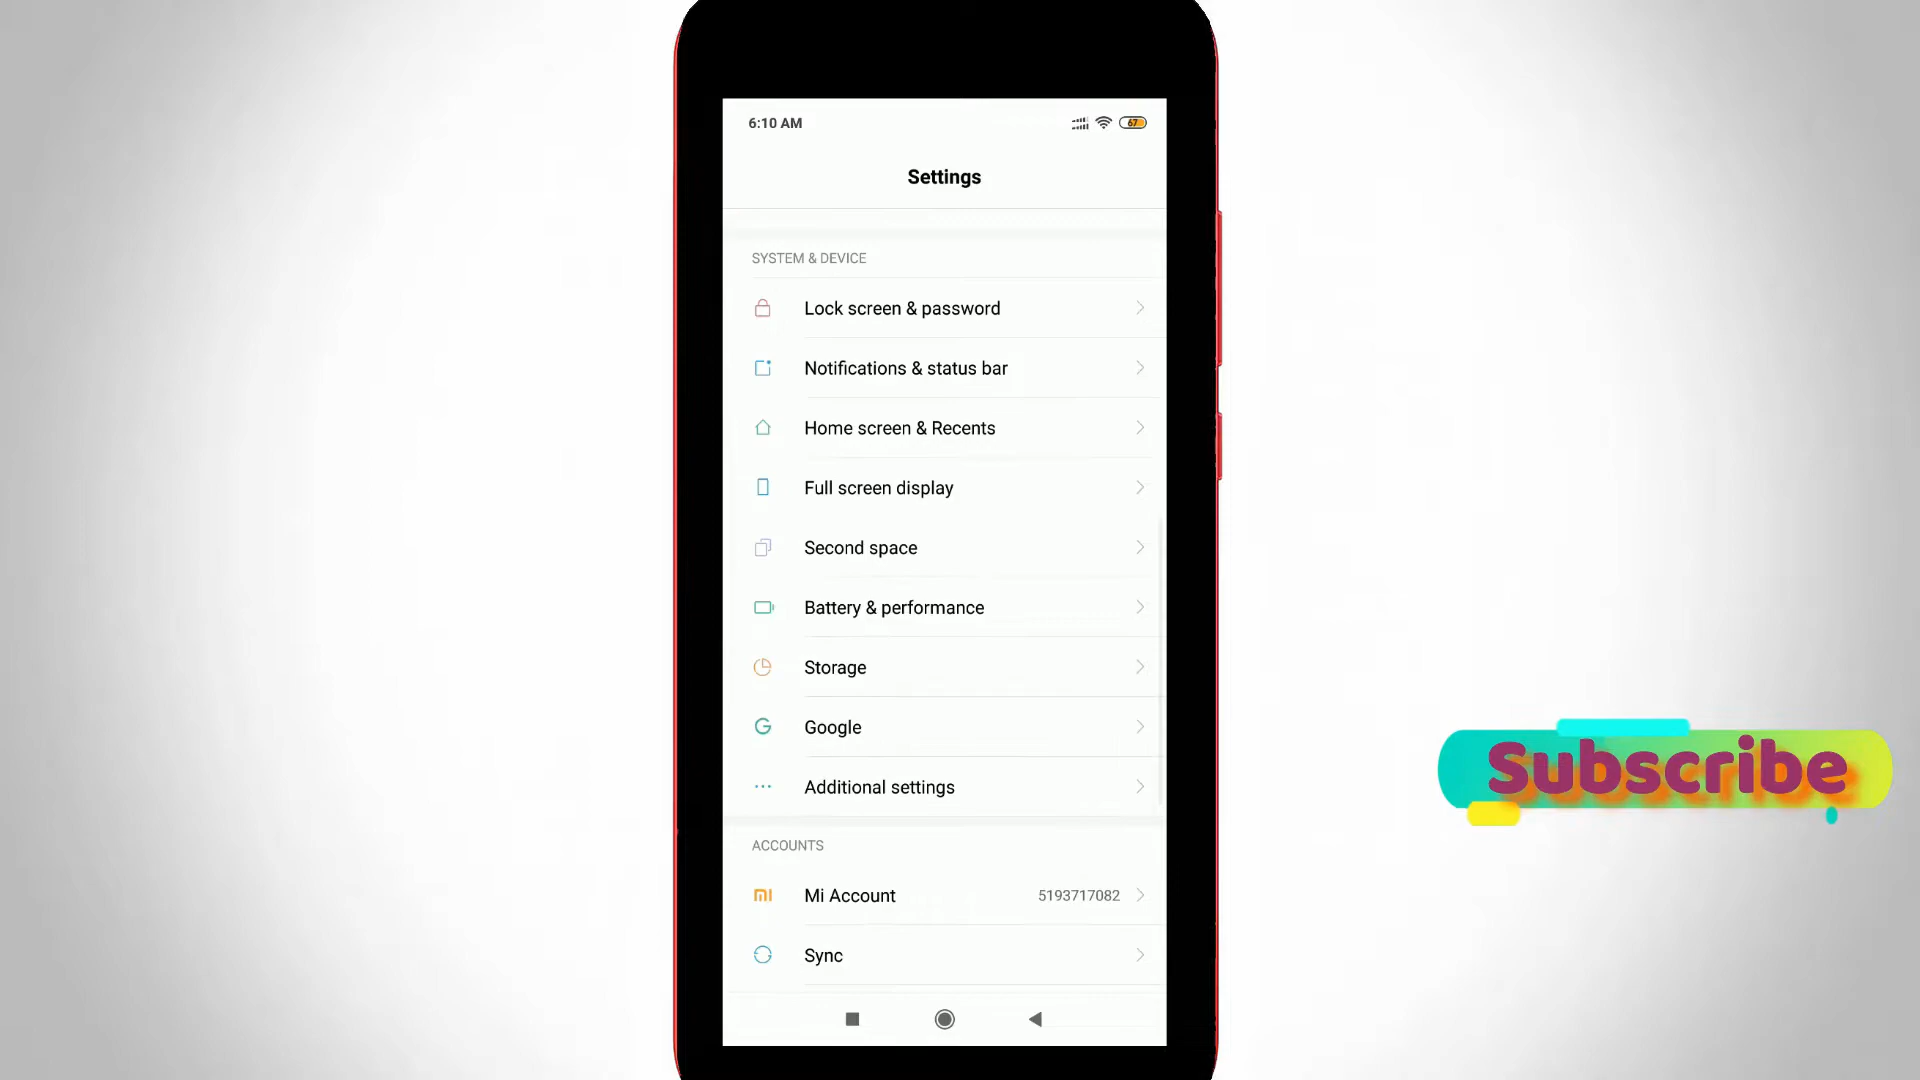 6:10 AM
67
Settings
SYSTEM & DEVICE
Lock screen & password
Notifications & status bar
Home screen & Recents
Full screen display
Second space
Battery & performance
Storage
Google
Additional settings
ACCOUNTS
Mi Account 5193717082
Sync
Subscribe